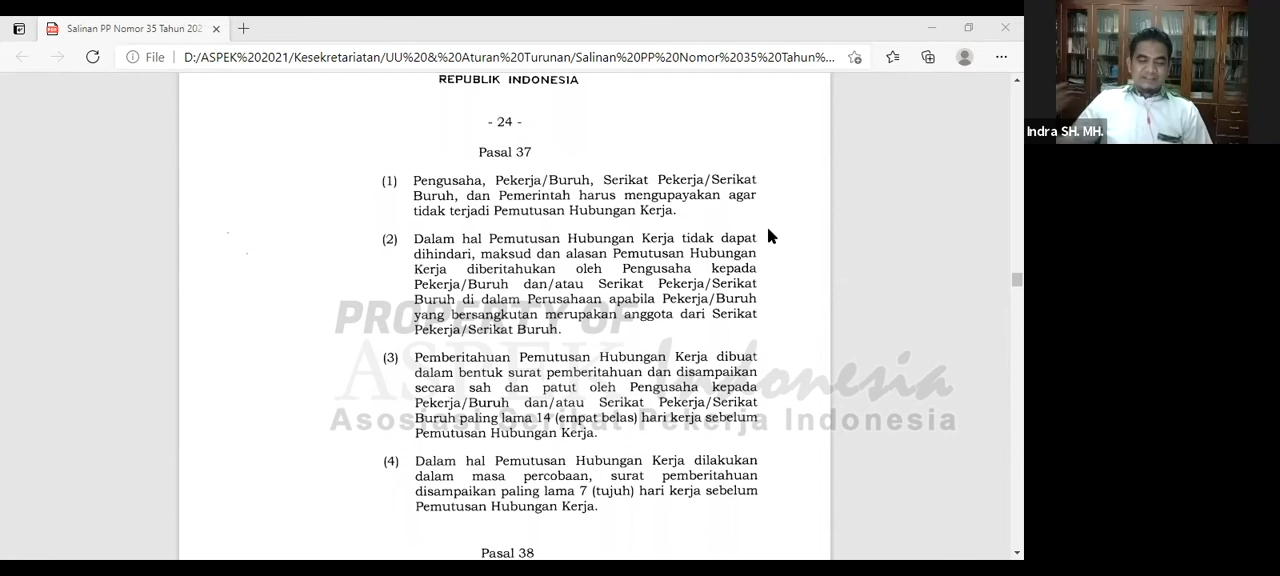 Salinan PP Nomor 35 Tahun 202
File
D:/ASPEK%202021/Kesekretariatan/UU%20&%20Aturan%20Turunan/Salinan%20PP%20Nomor%2035%20Tahun%...
REPUBLIK INDONESIA
- 24 -
Pasal 37
(1) Pengusaha, Pekerja/Buruh, Serikat Pekerja/Serikat
Buruh, dan Pemerintah harus mengupayakan agar
tidak terjadi Pemutusan Hubungan Kerja.
(2) Dalam hal Pemutusan Hubungan Kerja tidak dapat
dihindari, maksud dan alasan Pemutusan Hubungan
Kerja diberitahukan oleh Pengusaha kepada
Pekerja/Buruh dan/atau Serikat Pekerja/Serikat
Buruh di dalam Perusahaan apabila Pekerja/Buruh
yang bersangkutan merupakan anggota dari Serikat
Pekerja/Serikat Buruh.
(3) Pemberitahuan Pemutusan Hubungan Kerja dibuat
dalam bentuk surat pemberitahuan dan disampaikan
secara sah dan patut oleh Pengusaha kepada
Pekerja/Buruh dan/atau Serikat Pekerja/Serikat
Buruh paling lama 14 (empat belas) hari kerja sebelum
Pemutusan Hubungan Kerja.
(4) Dalam hal Pemutusan Hubungan Kerja dilakukan
dalam masa percobaan, surat pemberitahuan
disampaikan paling lama 7 (tujuh) hari kerja sebelum
Pemutusan Hubungan Kerja.
Pasal 38
PROPERTY OF
ASPEK Indonesia
Asosiasi Serikat Pekerja Indonesia
Indra SH. MH.